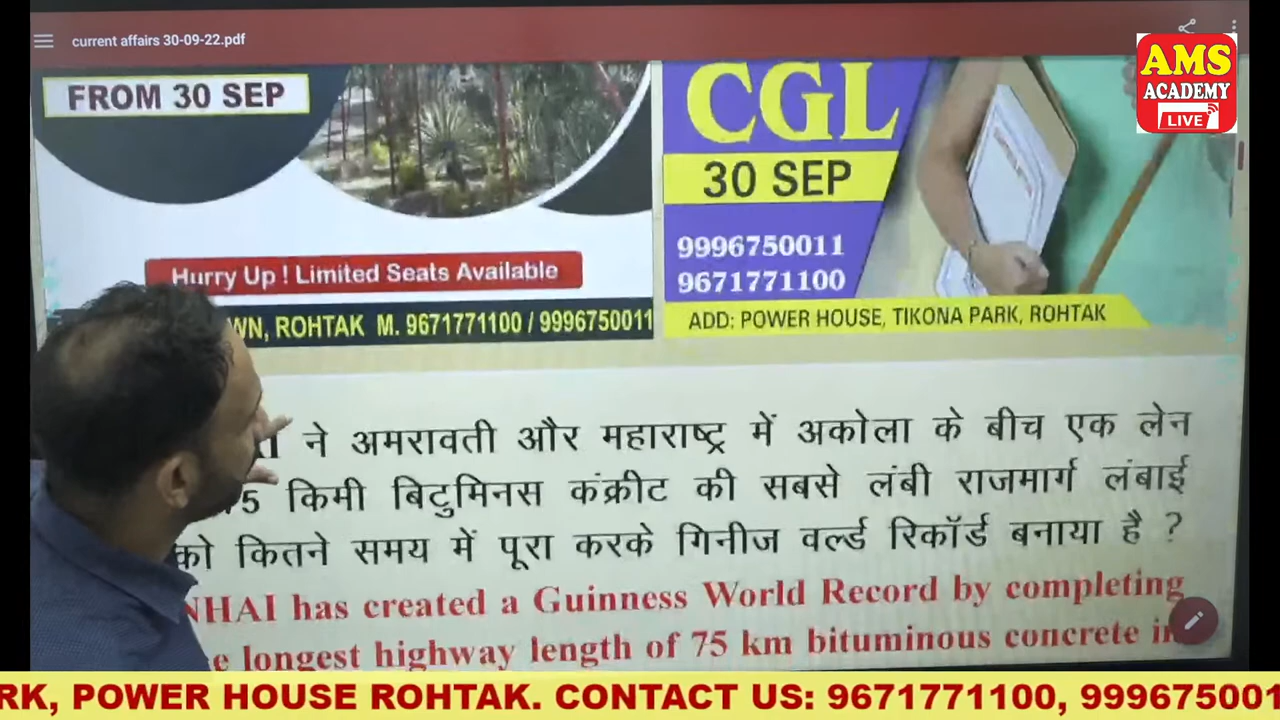 current affairs 30-09-22.pdf
AMS
ACADEMY
LIVE
FROM 30 SEP
Hurry Up ! Limited Seats Available
ROHTAK M. 9671771100 / 9996750011
CGL
30 SEP
9996750011
9671771100
ADD: POWER HOUSE, TIKONA PARK, ROHTAK
ने अमरावती और महाराष्ट्र में अकोला के बीच एक लेन
किमी बिटुमिनस कंक्रीट की सबसे लंबी राजमार्ग लंबाई
को कितने समय में पूरा करके गिनीज वर्ल्ड रिकॉर्ड बनाया है ?
NHAI has created a Guinness World Record by completing
longest highway length of 75 km bituminous concrete in
RK, POWER HOUSE ROHTAK. CONTACT US: 9671771100, 999675001